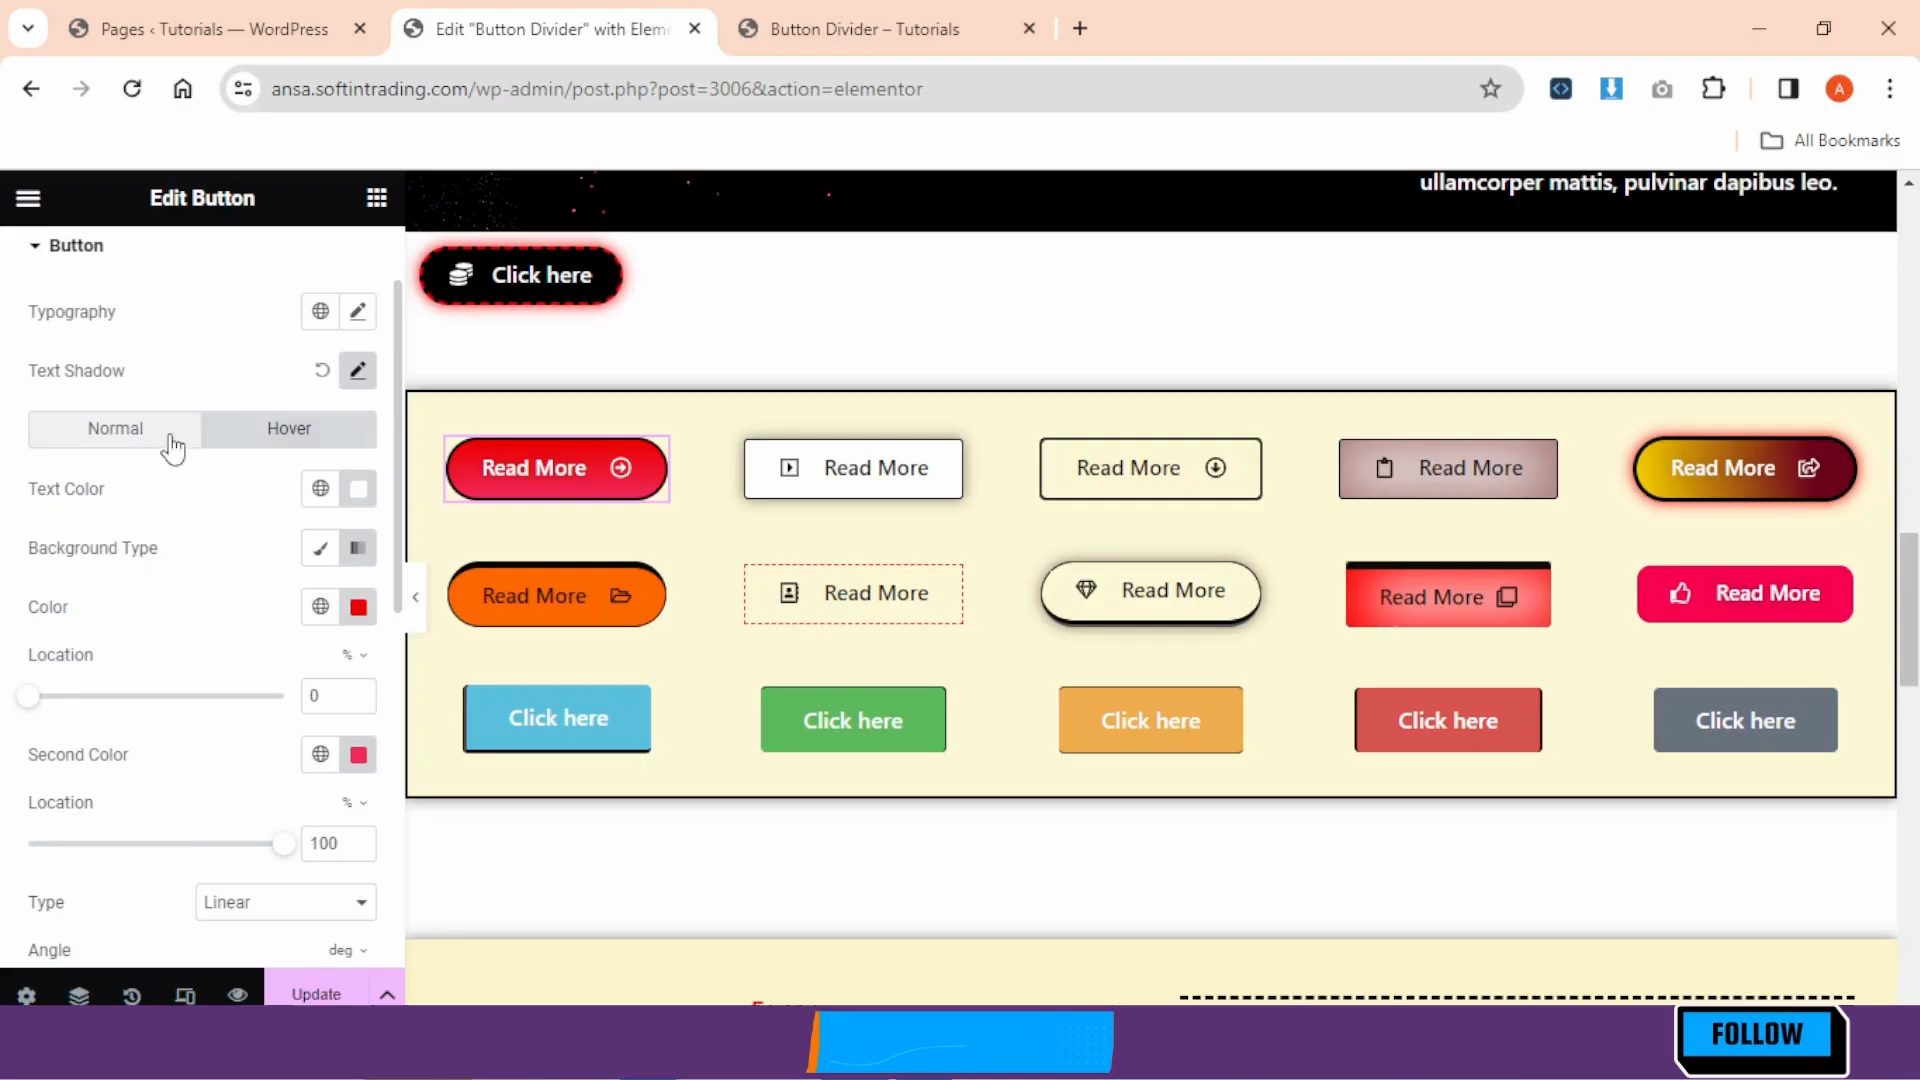 Pages ‹ Tutorials — WordPress
Edit "Button Divider" with Eleme
Button Divider – Tutorials
ansa.softintrading.com/wp-admin/post.php?post=3006&action=elementor
A
All Bookmarks
Edit Button
ullamcorper mattis, pulvinar dapibus leo.
Button
Click here
Typography
Text Shadow
Normal
Hover
Text Color
Background Type
Color
Location
%
0
Second Color
Location
%
100
Type
Linear
Angle
deg
Update
Read More
Read More
Read More
Read More
Read More
Read More
Read More
Read More
Read More
Read More
Click here
Click here
Click here
Click here
Click here
FOLLOW